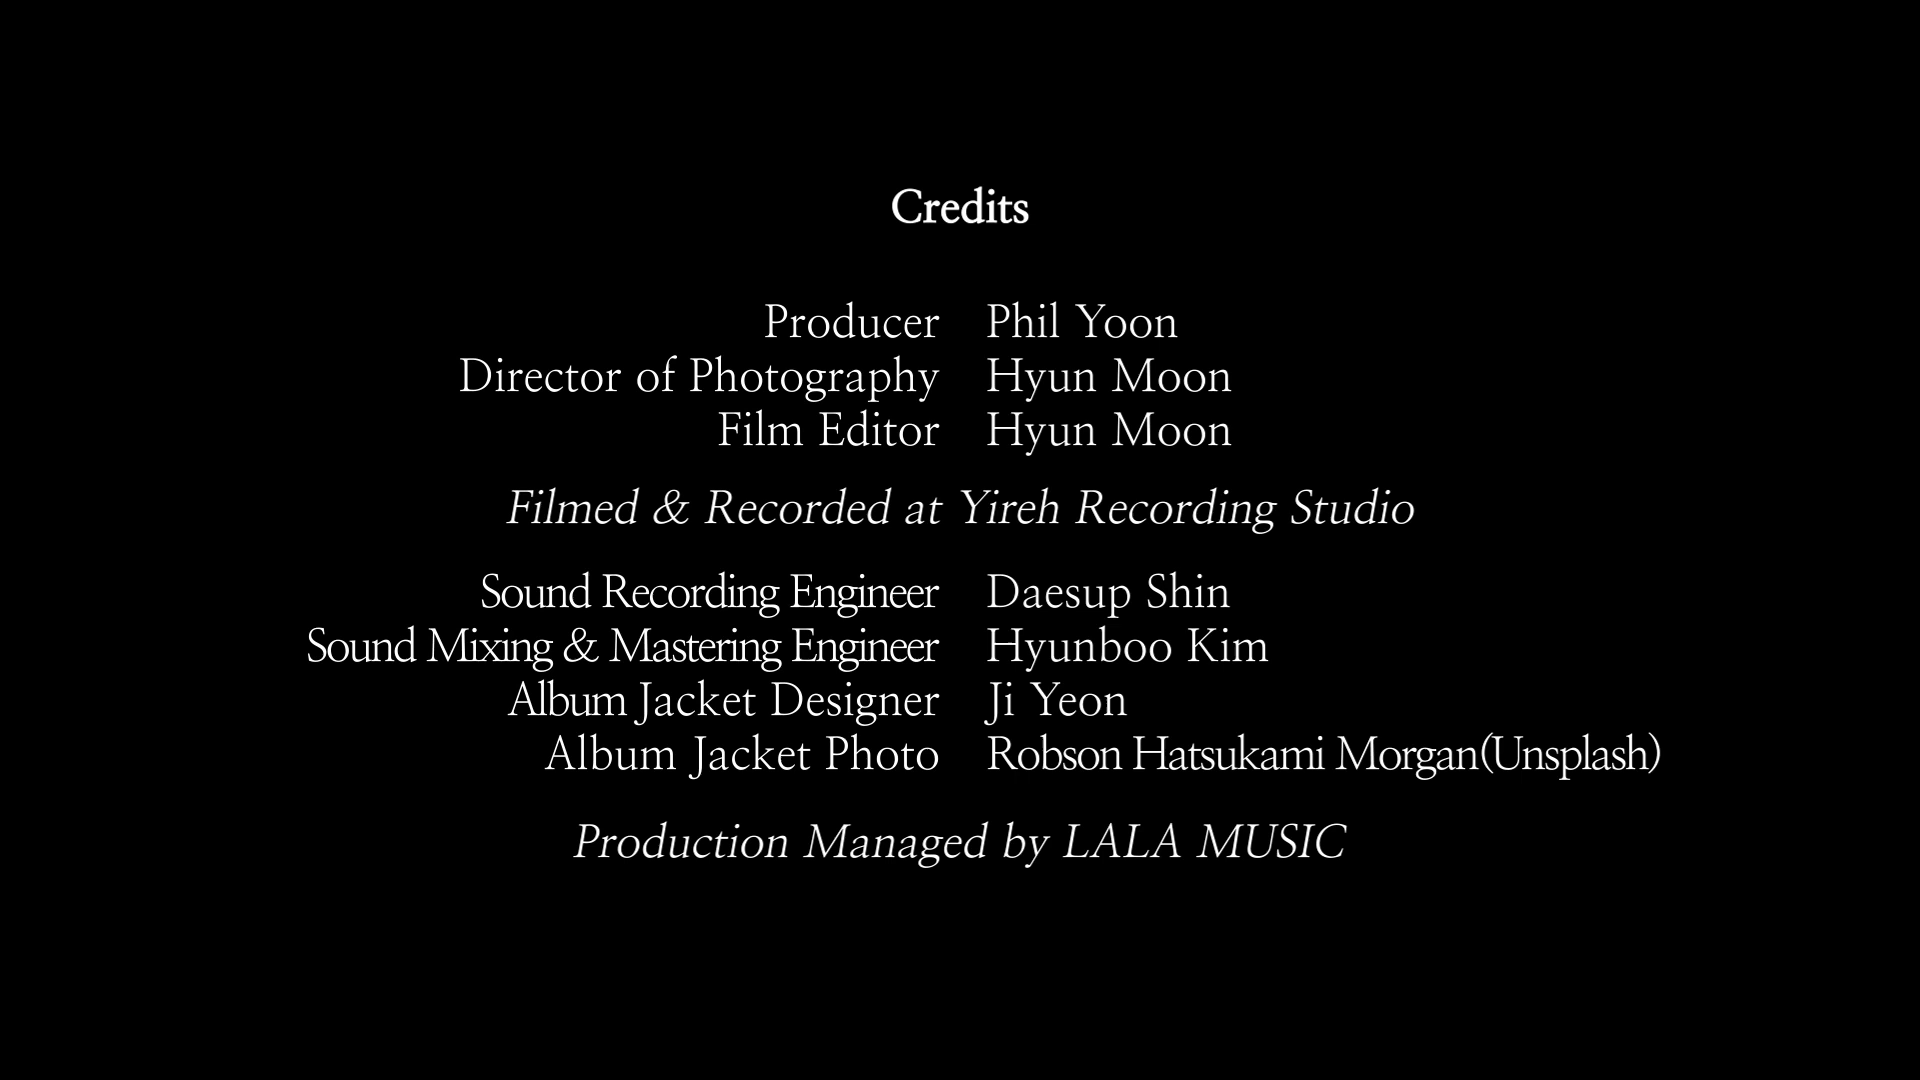 Credits
Producer Phil Yoon
Director of Photography Hyun Moon
Film Editor Hyun Moon
Filmed & Recorded at Yireh Recording Studio
Sound Recording Engineer Daesup Shin
Sound Mixing & Mastering Engineer Hyunboo Kim
Album Jacket Designer Ji Yeon
Album Jacket Photo Robson Hatsukami Morgan(Unsplash)
Production Managed by LALA MUSIC